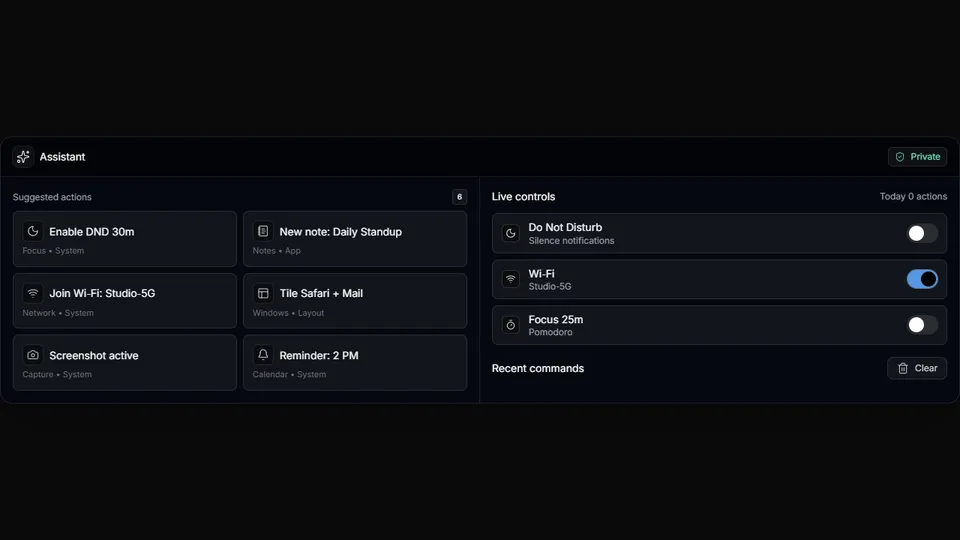 Assistant
Private
Suggested actions
6
Enable DND 30m
Focus • System
New note: Daily Standup
Notes • App
Join Wi-Fi: Studio-5G
Network • System
Tile Safari + Mail
Windows • Layout
Screenshot active
Capture • System
Reminder: 2 PM
Calendar • System
Live controls
Today 0 actions
Do Not Disturb
Silence notifications
Wi-Fi
Studio-5G
Focus 25m
Pomodoro
Recent commands
Clear